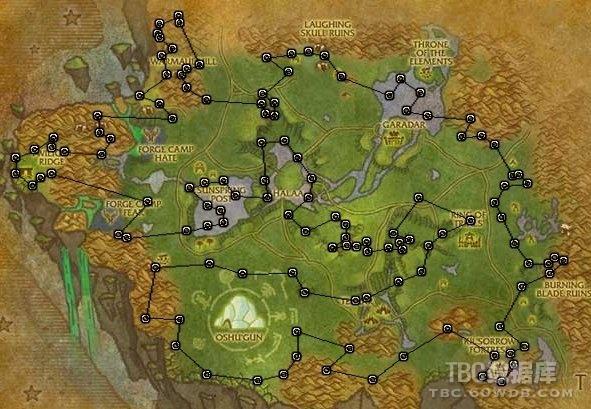 LAUGHING
SKULL RUINS
THRONE
OF THE
ELEMENTS
WARMAUL HILL
GARADAR
FORGE CAMP
HATE
RIDGE
SUNSPRING
POST
HALAA
FORGE CAMP
FEAR
RING OF
OSHU'GUN
BURNING
BLADE RUINS
KIL'SORROW
FORTRESS
TBC数据库
TBC.60WDB.COM